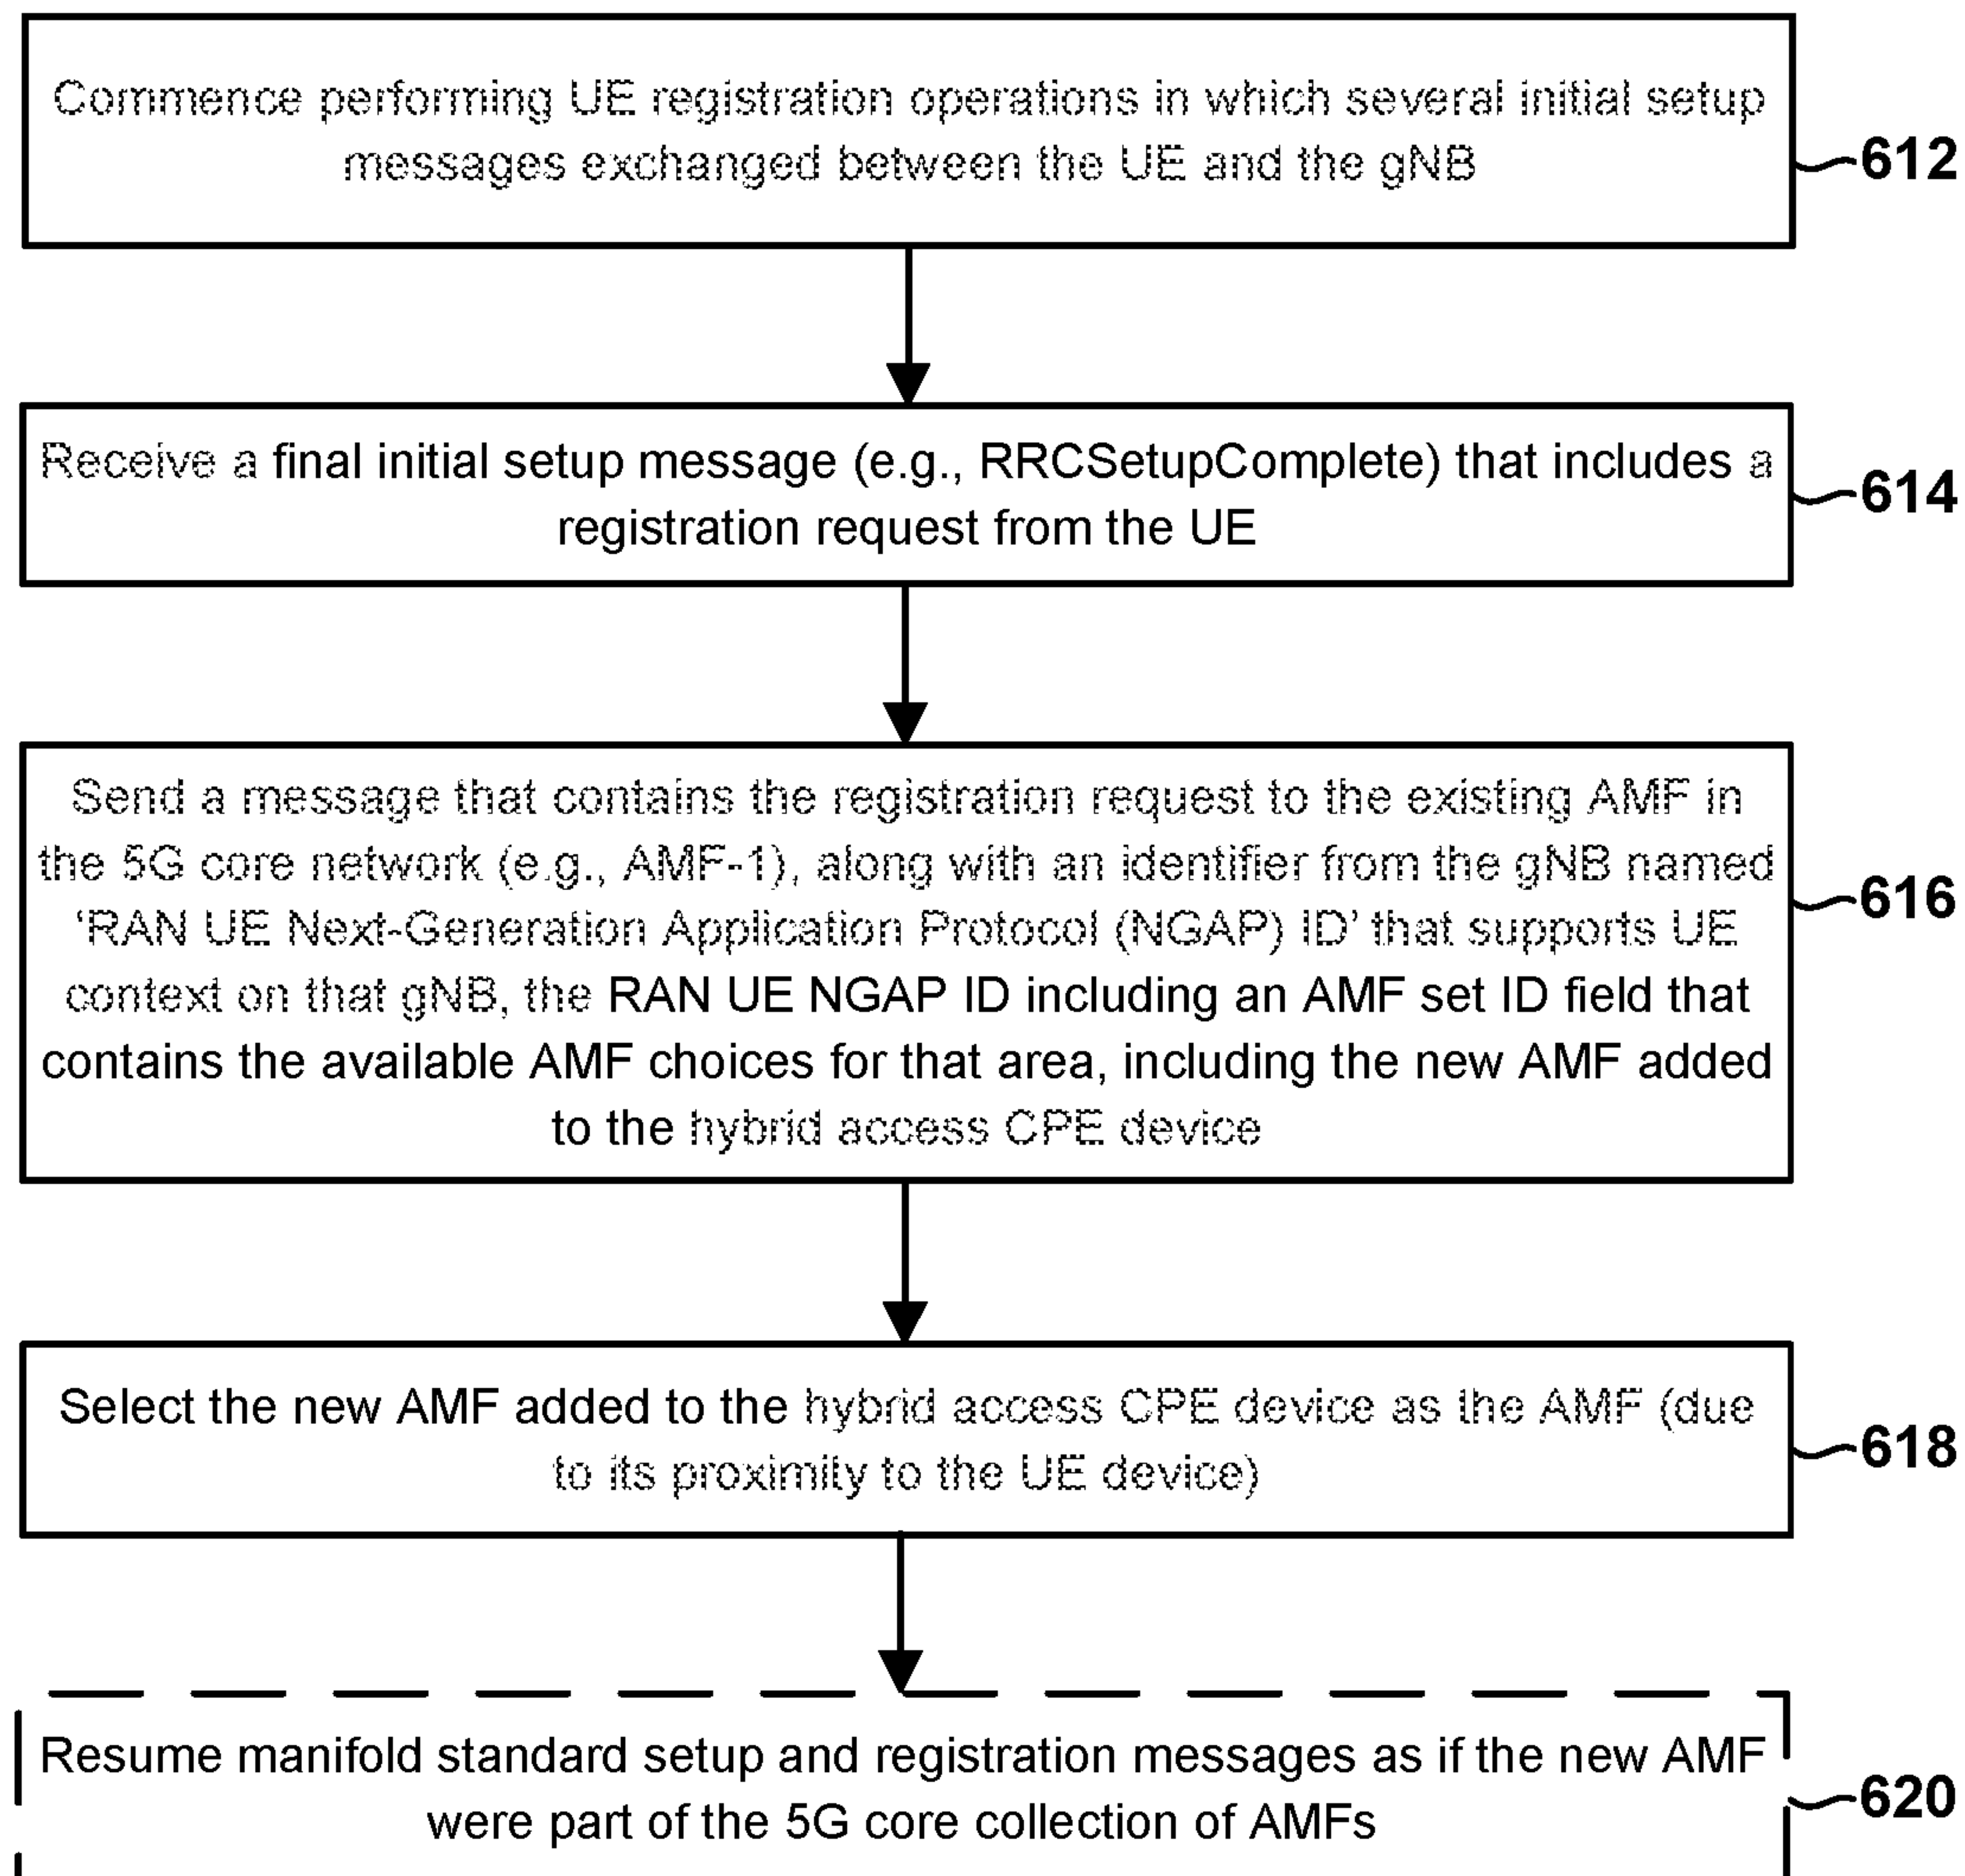 Commence performing UE registration operations in which several initial setup
messages exchanged between the UE and the gNB
612
Receive a final initial setup message (e.g., RRCSetupComplete) that includes a
registration request from the UE
614
Send a message that contains the registration request to the existing AMF in
the 5G core network (e.g., AMF-1), along with an identifier from the gNB named
‘RAN UE Next-Generation Application Protocol (NGAP) ID’ that supports UE
context on that gNB, the RAN UE NGAP ID including an AMF set ID field that
contains the available AMF choices for that area, including the new AMF added
to the hybrid access CPE device
616
Select the new AMF added to the hybrid access CPE device as the AMF (due
to its proximity to the UE device)
618
Resume manifold standard setup and registration messages as if the new AMF
were part of the 5G core collection of AMFs
620